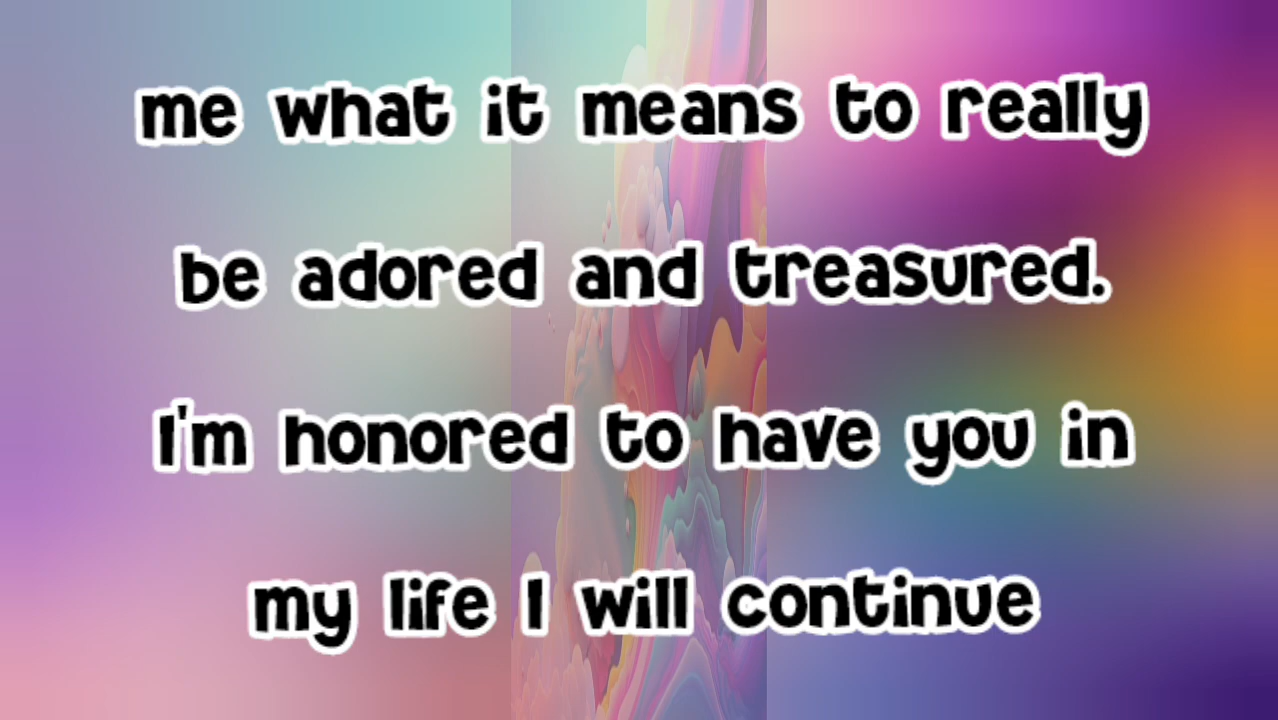 me what it means to really
be adored and treasured.
I'm honored to have you in
my life I will continue